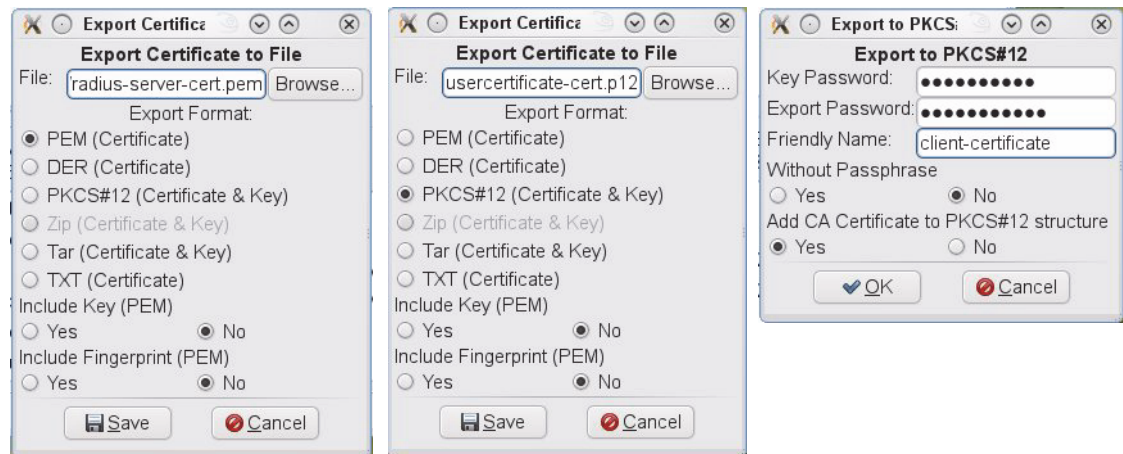 Export Certifica
Export Certificate to File
File: radius-server-cert.pem Browse...
Export Format:
PEM (Certificate)
DER (Certificate)
PKCS#12 (Certificate & Key)
Zip (Certificate & Key)
Tar (Certificate & Key)
TXT (Certificate)
Include Key (PEM)
Yes No
Include Fingerprint (PEM)
Yes No
Save Cancel
Export Certifica
Export Certificate to File
File: usercertificate-cert.p12 Browse...
Export Format:
PEM (Certificate)
DER (Certificate)
PKCS#12 (Certificate & Key)
Zip (Certificate & Key)
Tar (Certificate & Key)
TXT (Certificate)
Include Key (PEM)
Yes No
Include Fingerprint (PEM)
Yes No
Save Cancel
Export to PKCS
Export to PKCS#12
Key Password: ●●●●●●●●●●
Export Password: ●●●●●●●●●●●
Friendly Name: client-certificate
Without Passphrase
Yes No
Add CA Certificate to PKCS#12 structure
Yes No
OK Cancel